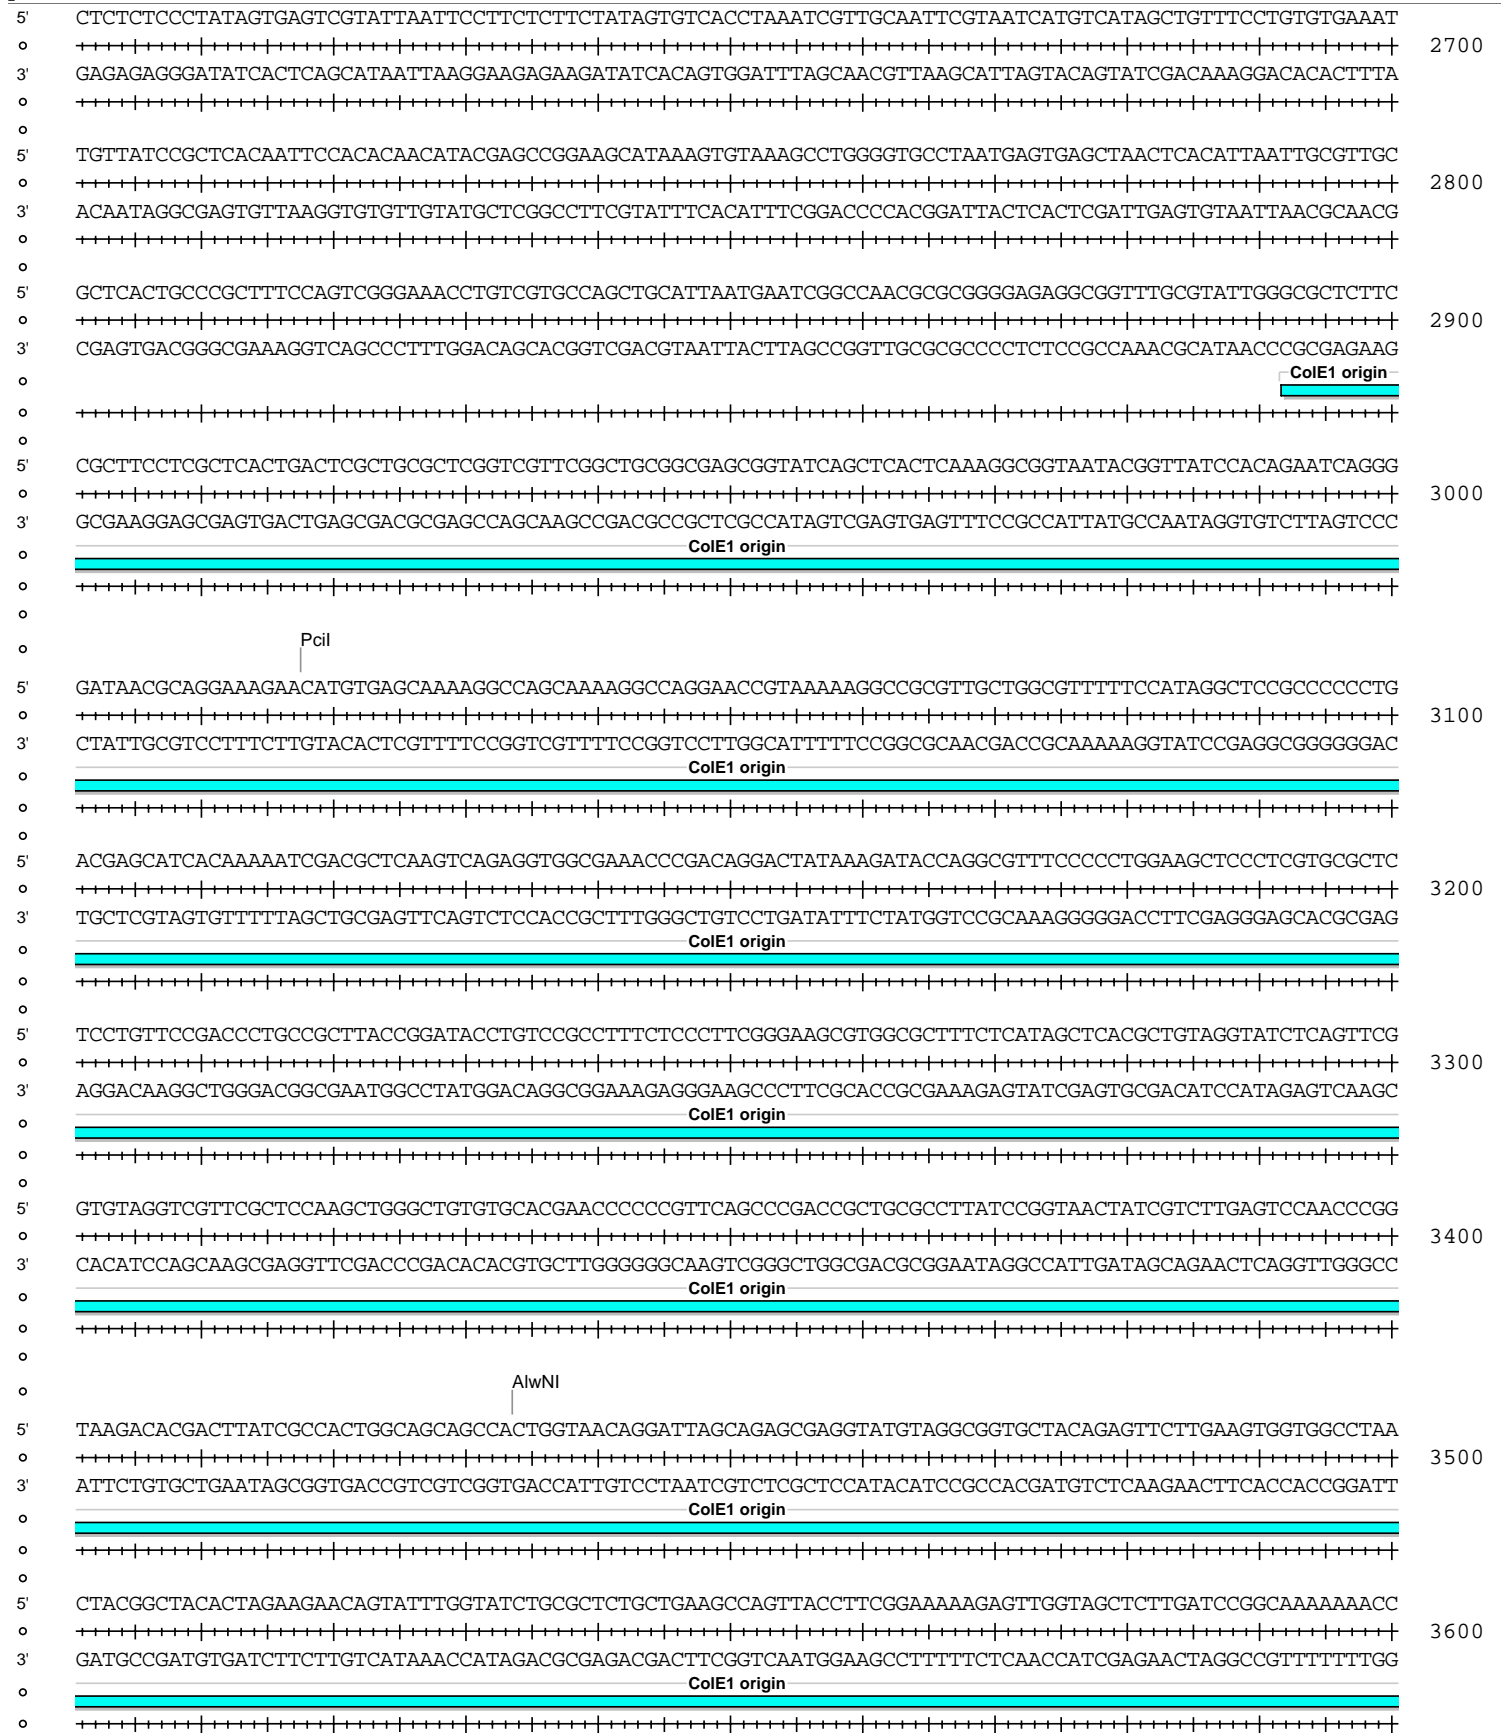 5' CTCTCTCCCTATAGTGAGTCGTATTAATTCCTTCTCTTCTATAGTGTCACCTAAATCGTTGCAATTCGTAATCATGTCATAGCTGTTTCCTGTGTGAAAT
2700
3' GAGAGAGGGATATCACTCAGCATAATTAAGGAAGAGAAGATATCACAGTGGATTTAGCAACGTTAAGCATTAGTACAGTATCGACAAAGGACACACTTTA
5' TGTTATCCGCTCACAATTCCACACAACATACGAGCCGGAAGCATAAAGTGTAAAGCCTGGGGTGCCTAATGAGTGAGCTAACTCACATTAATTGCGTTGC
2800
3' ACAATAGGCGAGTGTTAAGGTGTGTTGTATGCTCGGCCTTCGTATTTCACATTTCGGACCCCACGGATTACTCACTCGATTGAGTGTAATTAACGCAACG
5' GCTCACTGCCCGCTTTCCAGTCGGGAAACCTGTCGTGCCAGCTGCATTAATGAATCGGCCAACGCGCGGGGAGAGGCGGTTTGCGTATTGGGCGCTCTTC
2900
3' CGAGTGACGGGCGAAAGGTCAGCCCTTTGGACAGCACGGTCGACGTAATTACTTAGCCGGTTGCGCGCCCCTCTCCGCCAAACGCATAACCCGCGAGAAG
ColE1 origin
5' CGCTTCCTCGCTCACTGACTCGCTGCGCTCGGTCGTTCGGCTGCGGCGAGCGGTATCAGCTCACTCAAAGGCGGTAATACGGTTATCCACAGAATCAGGG
3000
3' GCGAAGGAGCGAGTGACTGAGCGACGCGAGCCAGCAAGCCGACGCCGCTCGCCATAGTCGAGTGAGTTTCCGCCATTATGCCAATAGGTGTCTTAGTCCC
ColE1 origin
PciI
5' GATAACGCAGGAAAGAACATGTGAGCAAAAGGCCAGCAAAAGGCCAGGAACCGTAAAAAGGCCGCGTTGCTGGCGTTTTTCCATAGGCTCCGCCCCCCTG
3100
3' CTATTGCGTCCTTTCTTGTACACTCGTTTTCCGGTCGTTTTCCGGTCCTTGGCATTTTTCCGGCGCAACGACCGCAAAAAGGTATCCGAGGCGGGGGGAC
ColE1 origin
5' ACGAGCATCACAAAAATCGACGCTCAAGTCAGAGGTGGCGAAACCCGACAGGACTATAAAGATACCAGGCGTTTCCCCCTGGAAGCTCCCTCGTGCGCTC
3200
3' TGCTCGTAGTGTTTTTAGCTGCGAGTTCAGTCTCCACCGCTTTGGGCTGTCCTGATATTTCTATGGTCCGCAAAGGGGGACCTTCGAGGGAGCACGCGAG
ColE1 origin
5' TCCTGTTCCGACCCTGCCGCTTACCGGATACCTGTCCGCCTTTCTCCCTTCGGGAAGCGTGGCGCTTTCTCATAGCTCACGCTGTAGGTATCTCAGTTCG
3300
3' AGGACAAGGCTGGGACGGCGAATGGCCTATGGACAGGCGGAAAGAGGGAAGCCCTTCGCACCGCGAAAGAGTATCGAGTGCGACATCCATAGAGTCAAGC
ColE1 origin
5' GTGTAGGTCGTTCGCTCCAAGCTGGGCTGTGTGCACGAACCCCCCGTTCAGCCCGACCGCTGCGCCTTATCCGGTAACTATCGTCTTGAGTCCAACCCGG
3400
3' CACATCCAGCAAGCGAGGTTCGACCCGACACACGTGCTTGGGGGGCAAGTCGGGCTGGCGACGCGGAATAGGCCATTGATAGCAGAACTCAGGTTGGGCC
ColE1 origin
AlwNI
5' TAAGACACGACTTATCGCCACTGGCAGCAGCCACTGGTAACAGGATTAGCAGAGCGAGGTATGTAGGCGGTGCTACAGAGTTCTTGAAGTGGTGGCCTAA
3500
3' ATTCTGTGCTGAATAGCGGTGACCGTCGTCGGTGACCATTGTCCTAATCGTCTCGCTCCATACATCCGCCACGATGTCTCAAGAACTTCACCACCGGATT
ColE1 origin
5' CTACGGCTACACTAGAAGAACAGTATTTGGTATCTGCGCTCTGCTGAAGCCAGTTACCTTCGGAAAAAGAGTTGGTAGCTCTTGATCCGGCAAAAAAACC
3600
3' GATGCCGATGTGATCTTCTTGTCATAAACCATAGACGCGAGACGACTTCGGTCAATGGAAGCCTTTTTCTCAACCATCGAGAACTAGGCCGTTTTTTTGG
ColE1 origin